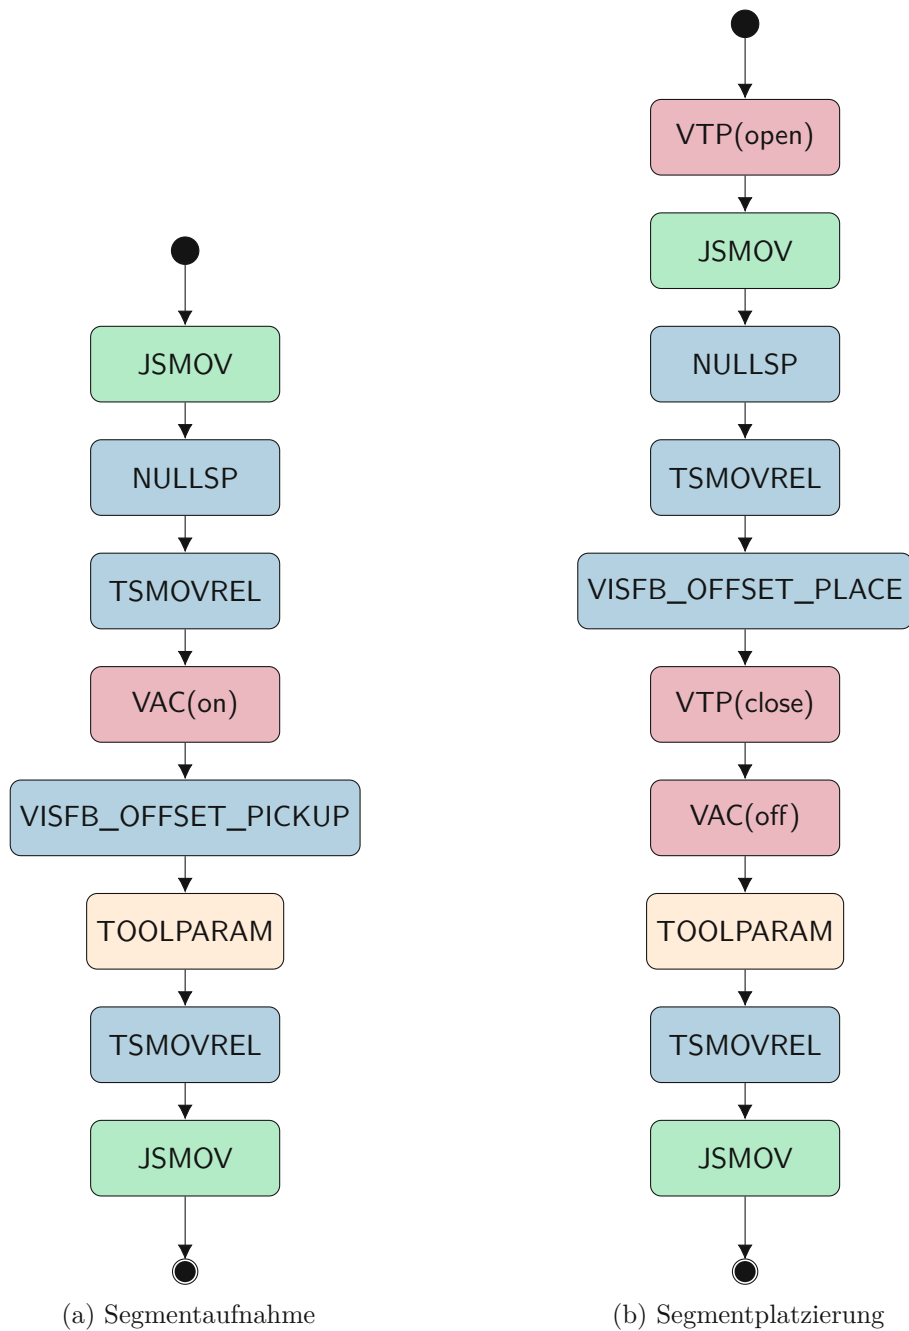 JSMOV
NULLSP
TSMOVREL
VAC(on)
VISFB_OFFSET_PICKUP
TOOLPARAM
TSMOVREL
JSMOV
(a) Segmentaufnahme
VTP(open)
JSMOV
NULLSP
TSMOVREL
VISFB_OFFSET_PLACE
VTP(close)
VAC(off)
TOOLPARAM
TSMOVREL
JSMOV
(b) Segmentplatzierung